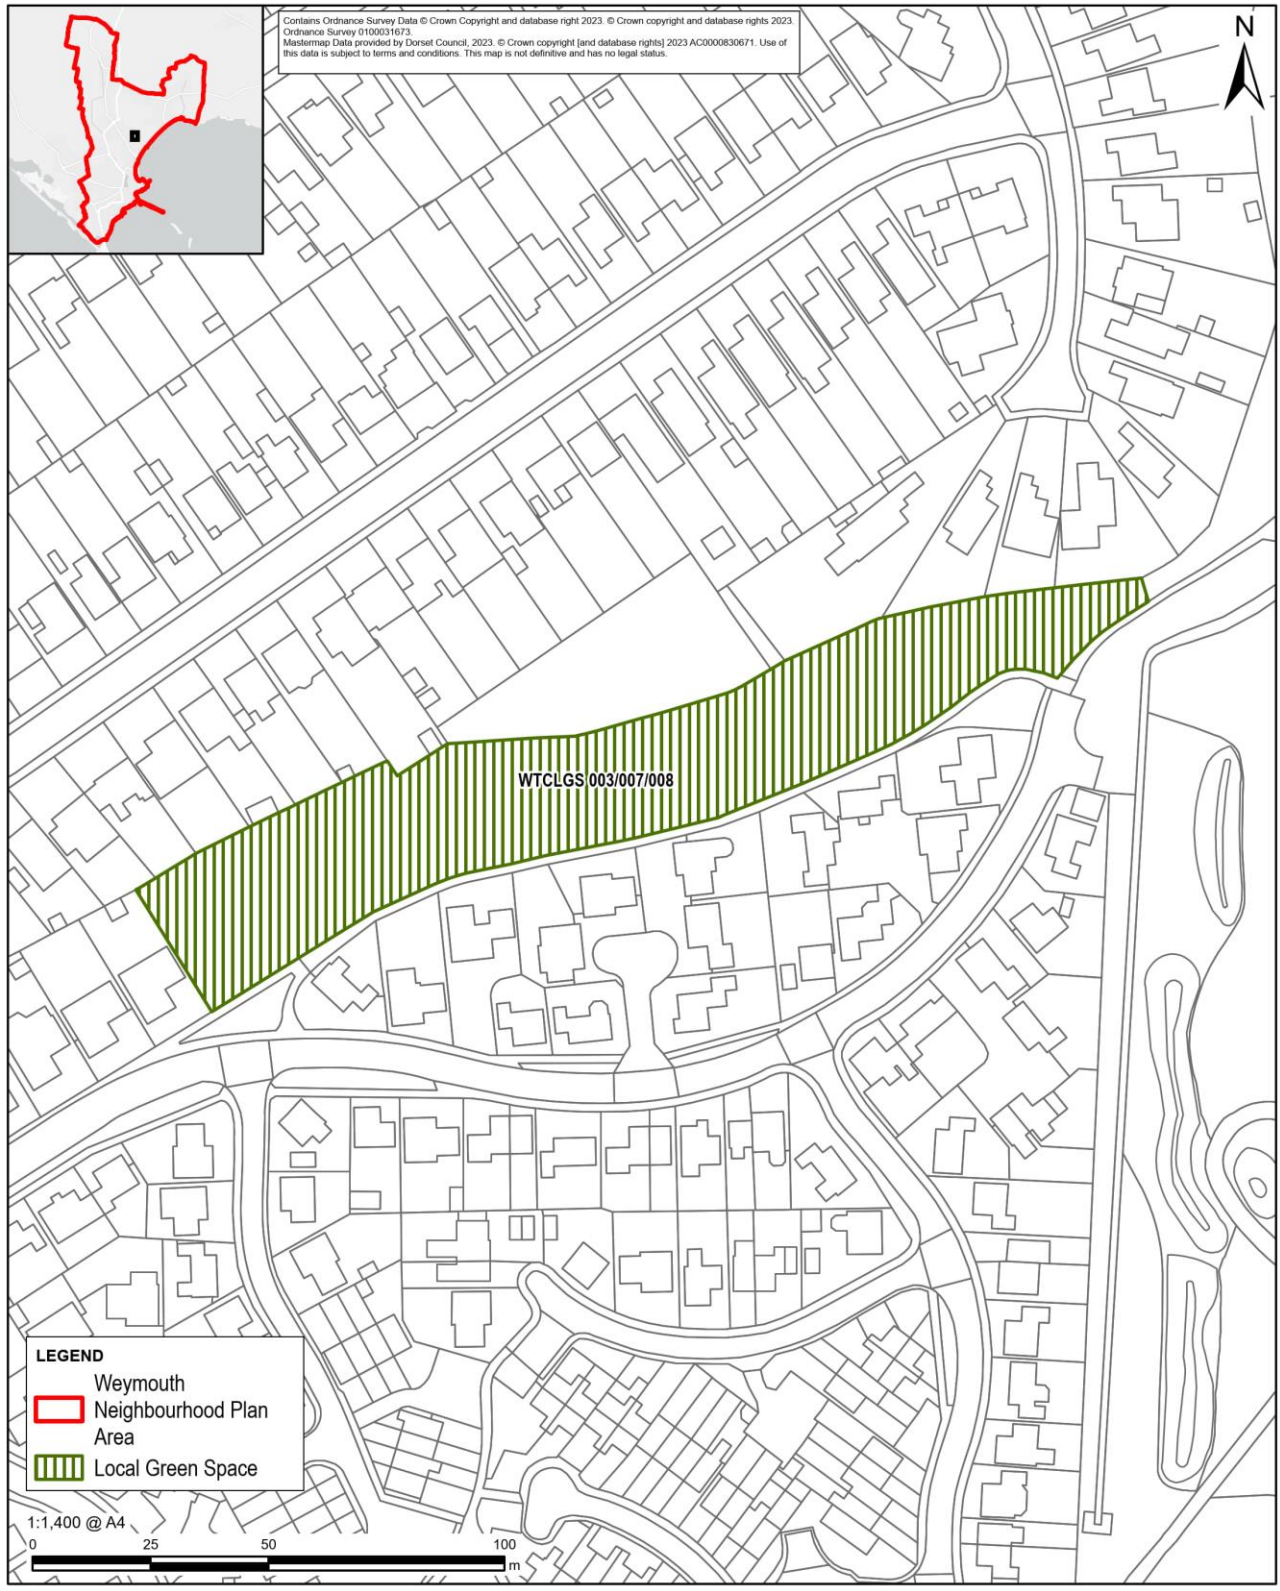 Contains Ordnance Survey Data © Crown Copyright and database right 2023. © Crown copyright and database rights 2023.
Ordnance Survey 0100031673.
Mastermap Data provided by Dorset Council, 2023. © Crown copyright [and database rights] 2023 AC0000830671. Use of
this data is subject to terms and conditions. This map is not definitive and has no legal status.
N
WTCLGS 003/007/008
LEGEND
Weymouth
Neighbourhood Plan
Area
Local Green Space
1:1,400 @ A4
0 25 50 100
m